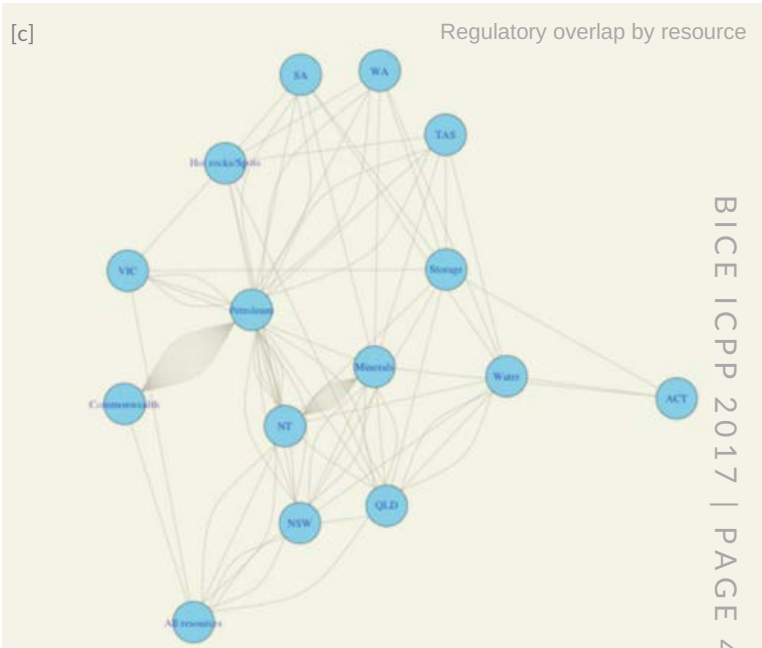 [c]
Regulatory overlap by resource
SA
WA
TAS
Hot rocks/Spots
VIC
Storage
Petroleum
Minerals
Water
Commonwealth
ACT
NT
QLD
NSW
All resources
BICE ICPP 2017 | PAGE 4